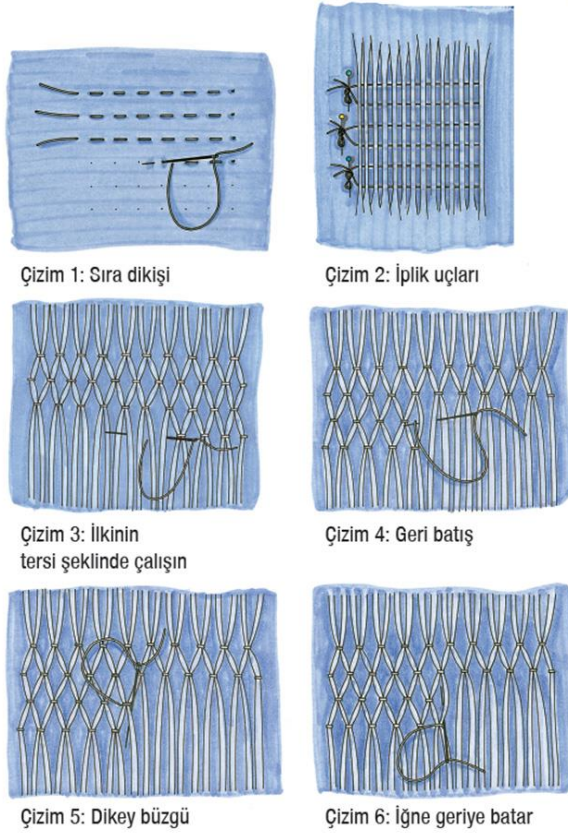 Çizim 1: Sıra dikişi
Çizim 2: İplik uçları
Çizim 3: İlkinin
tersi şeklinde çalışın
Çizim 4: Geri batış
Çizim 5: Dikey büzgü
Çizim 6: İğne geriye batar